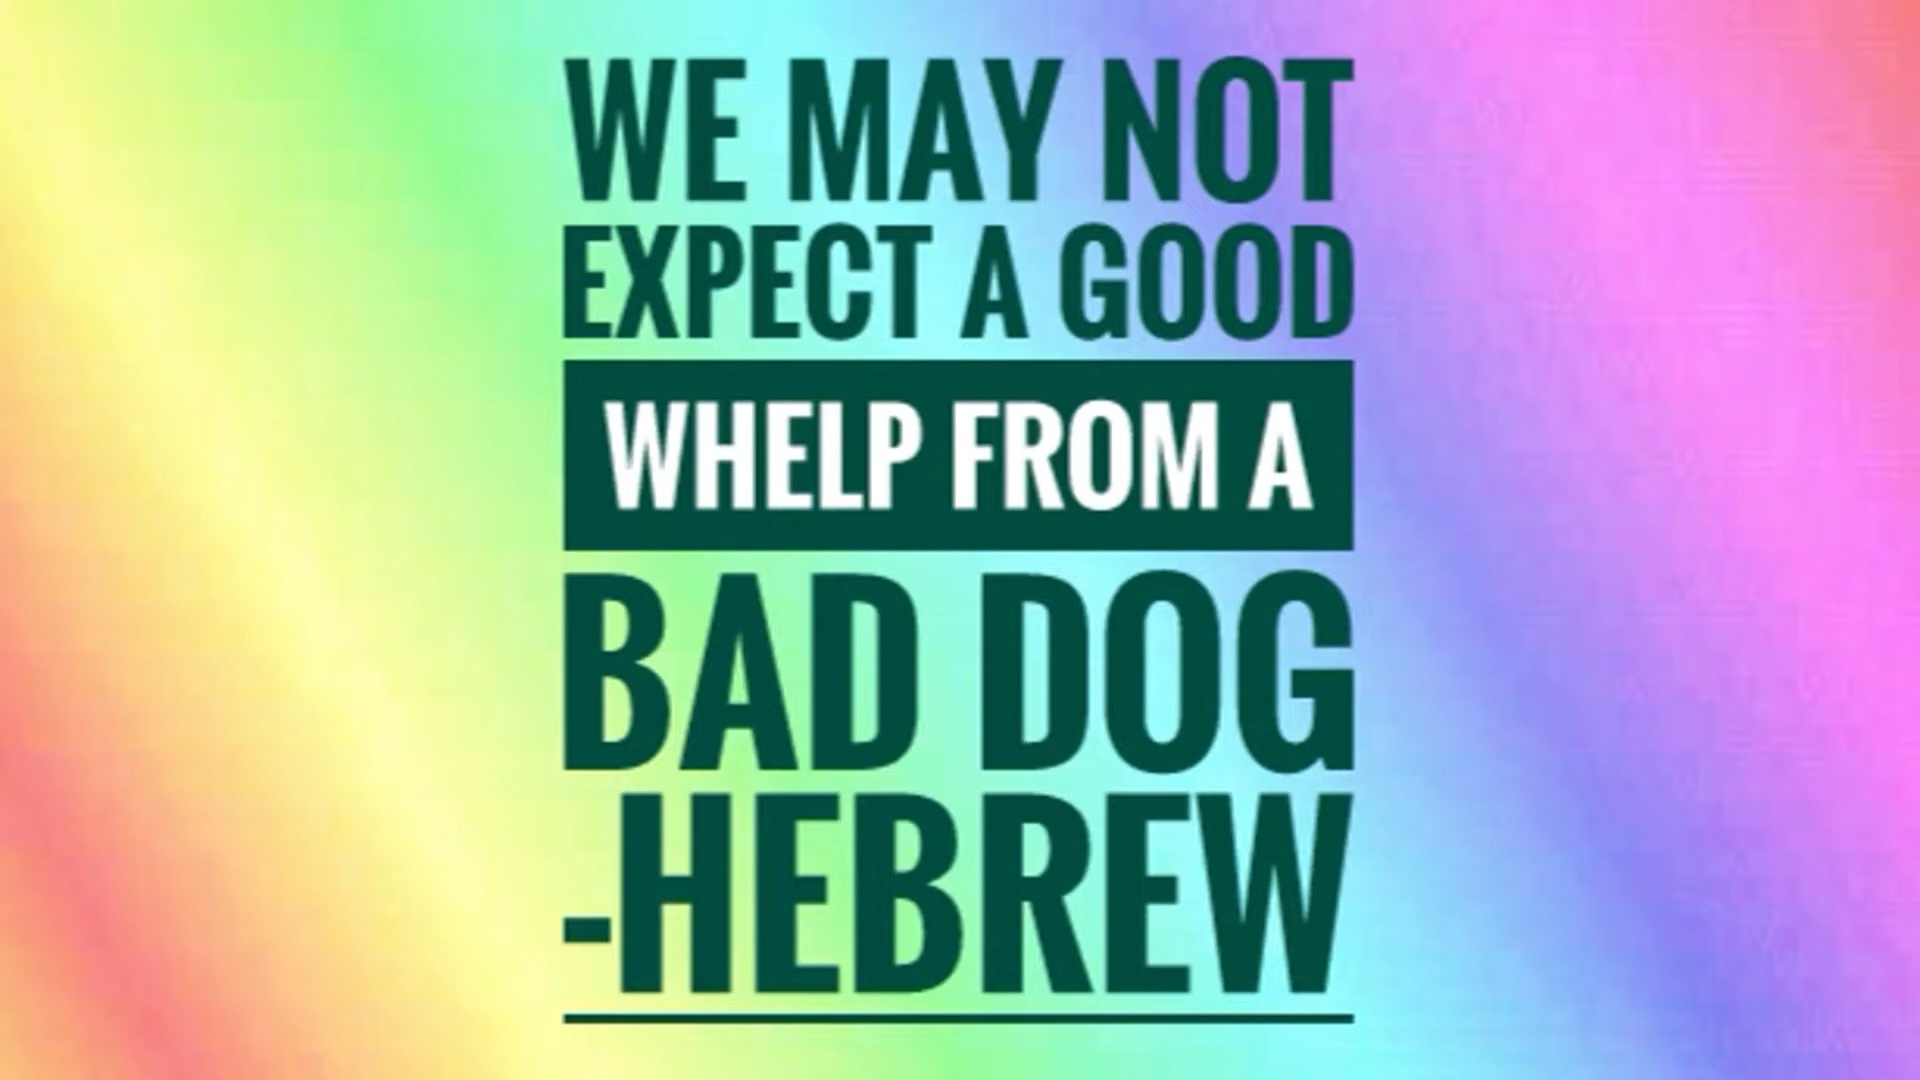 WE MAY NOT
EXPECT A GOOD
WHELP FROM A
BAD DOG
-HEBREW